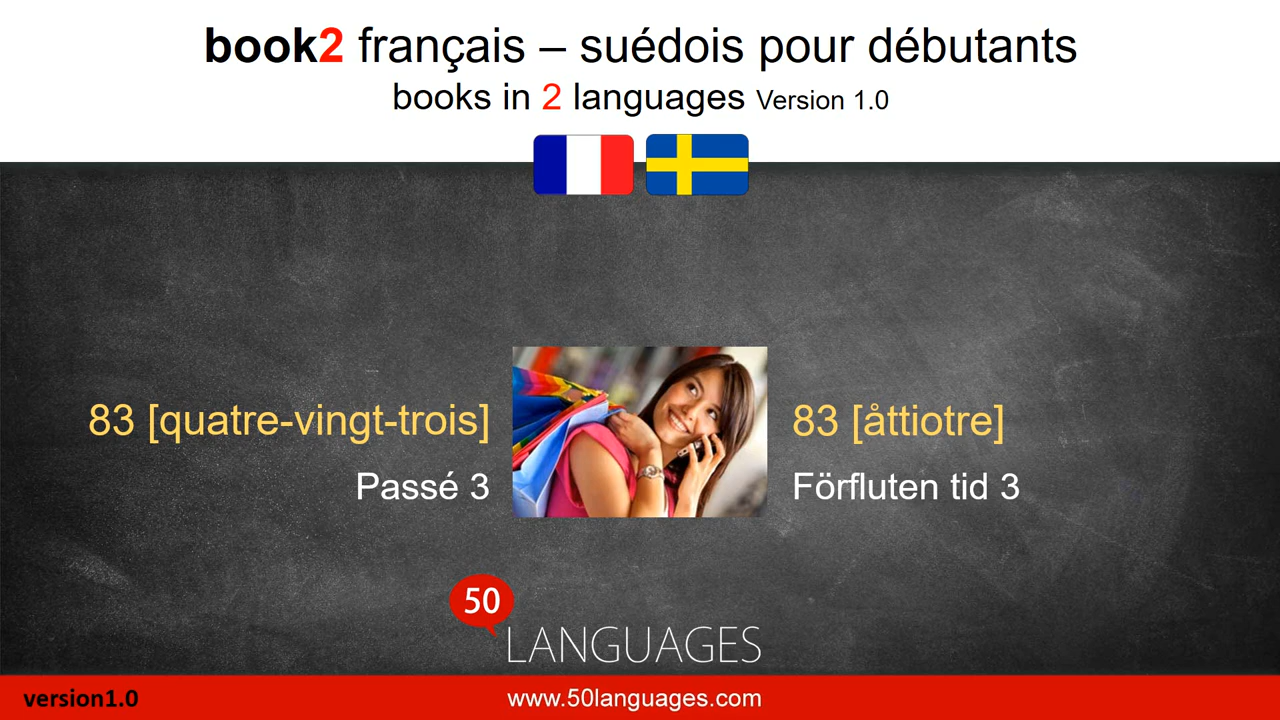 book2 français – suédois pour débutants
books in 2 languages Version 1.0
83 [quatre-vingt-trois]
Passé 3
83 [åttiotre]
Förfluten tid 3
50
LANGUAGES
version1.0
www.50languages.com